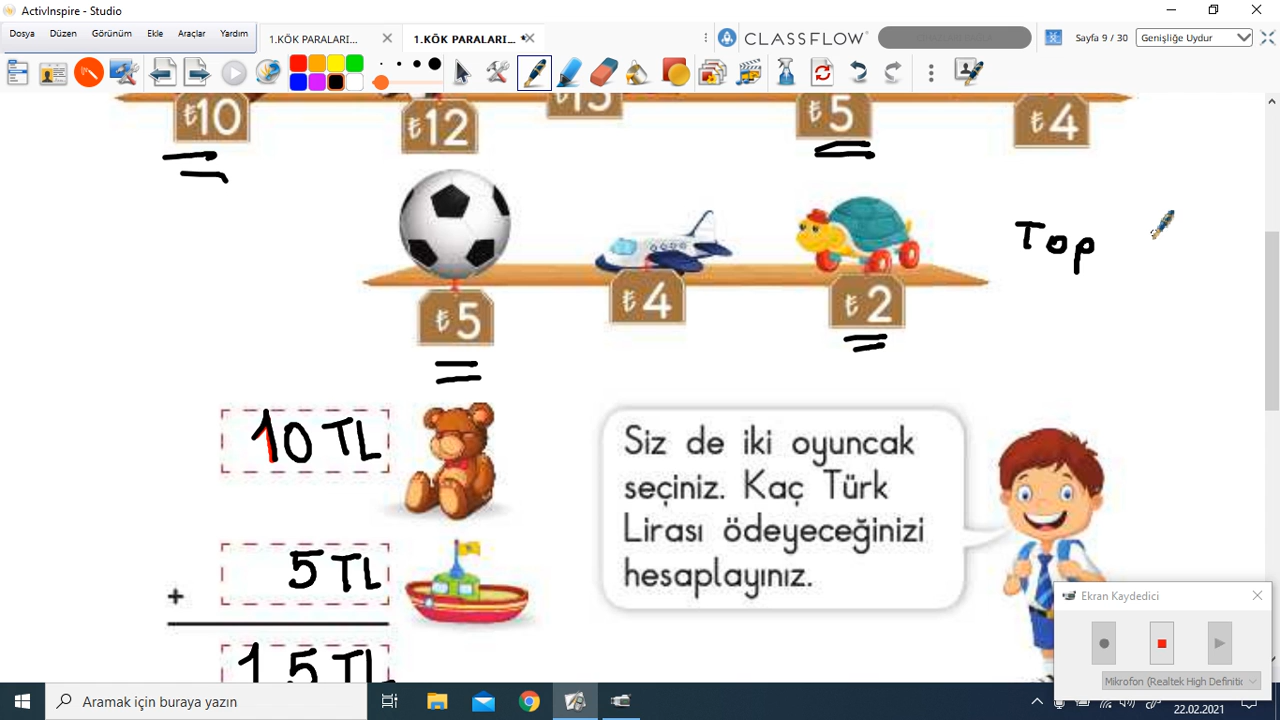 ActivInspire - Studio
Dosya Düzen Görünüm Ekle Araçlar Yardım
1.KÖK PARALARI...
1.KÖK PARALARI ...*
CLASSFLOW
Sayfa 9 / 30
Genişliğe Uydur
₺10
₺12
₺15
₺5
₺4
₺5
₺4
₺2
Top
10 TL
5 TL
+
15 TL
Siz de iki oyuncak
seçiniz. Kaç Türk
Lirası ödeyeceğinizi
hesaplayınız.
Ekran Kaydedici
Mikrofon (Realtek High Definitic
Aramak için buraya yazın
22.02.2021